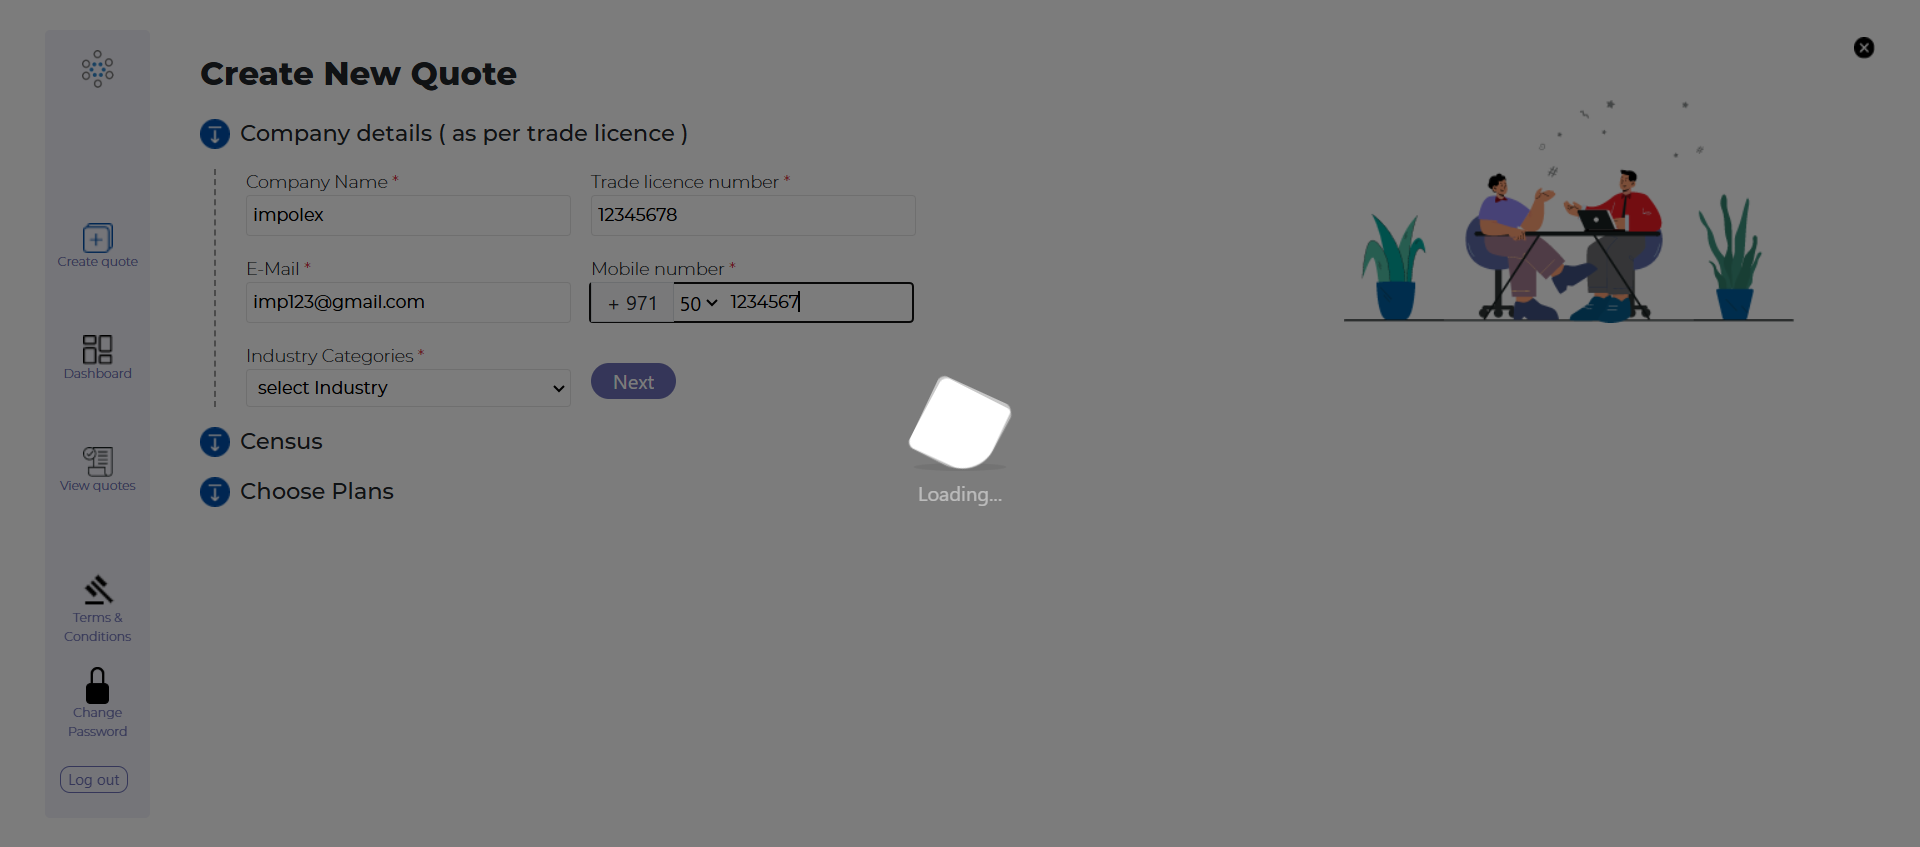 Create New Quote
Company details ( as per trade licence )
Company Name *
Trade licence number *
impolex
12345678
E-Mail *
Mobile number *
imp123@gmail.com
+ 971 50 1234567
Industry Categories *
select Industry
Next
Census
Choose Plans
Loading...
Create quote
Dashboard
View quotes
Terms &
Conditions
Change
Password
Log out